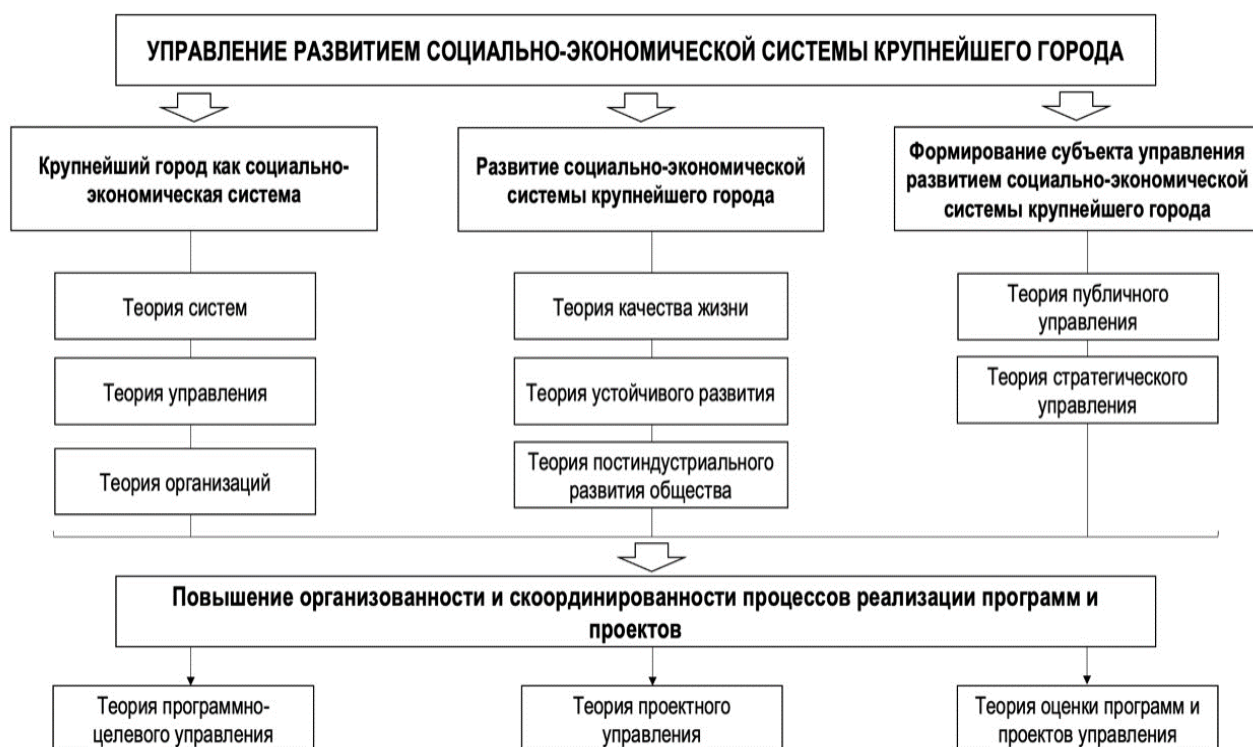 УПРАВЛЕНИЕ РАЗВИТИЕМ СОЦИАЛЬНО-ЭКОНОМИЧЕСКОЙ СИСТЕМЫ КРУПНЕЙШЕГО ГОРОДА
Крупнейший город как социально-
экономическая система
Развитие социально-экономической
системы крупнейшего города
Формирование субъекта управления
развитием социально-экономической
системы крупнейшего города
Теория систем
Теория качества жизни
Теория публичного
управления
Теория управления
Теория устойчивого развития
Теория стратегического
управления
Теория организаций
Теория постиндустриального
развития общества
Повышение организованности и скоординированности процессов реализации программ и
проектов
Теория программно-
целевого управления
Теория проектного
управления
Теория оценки программ и
проектов управления